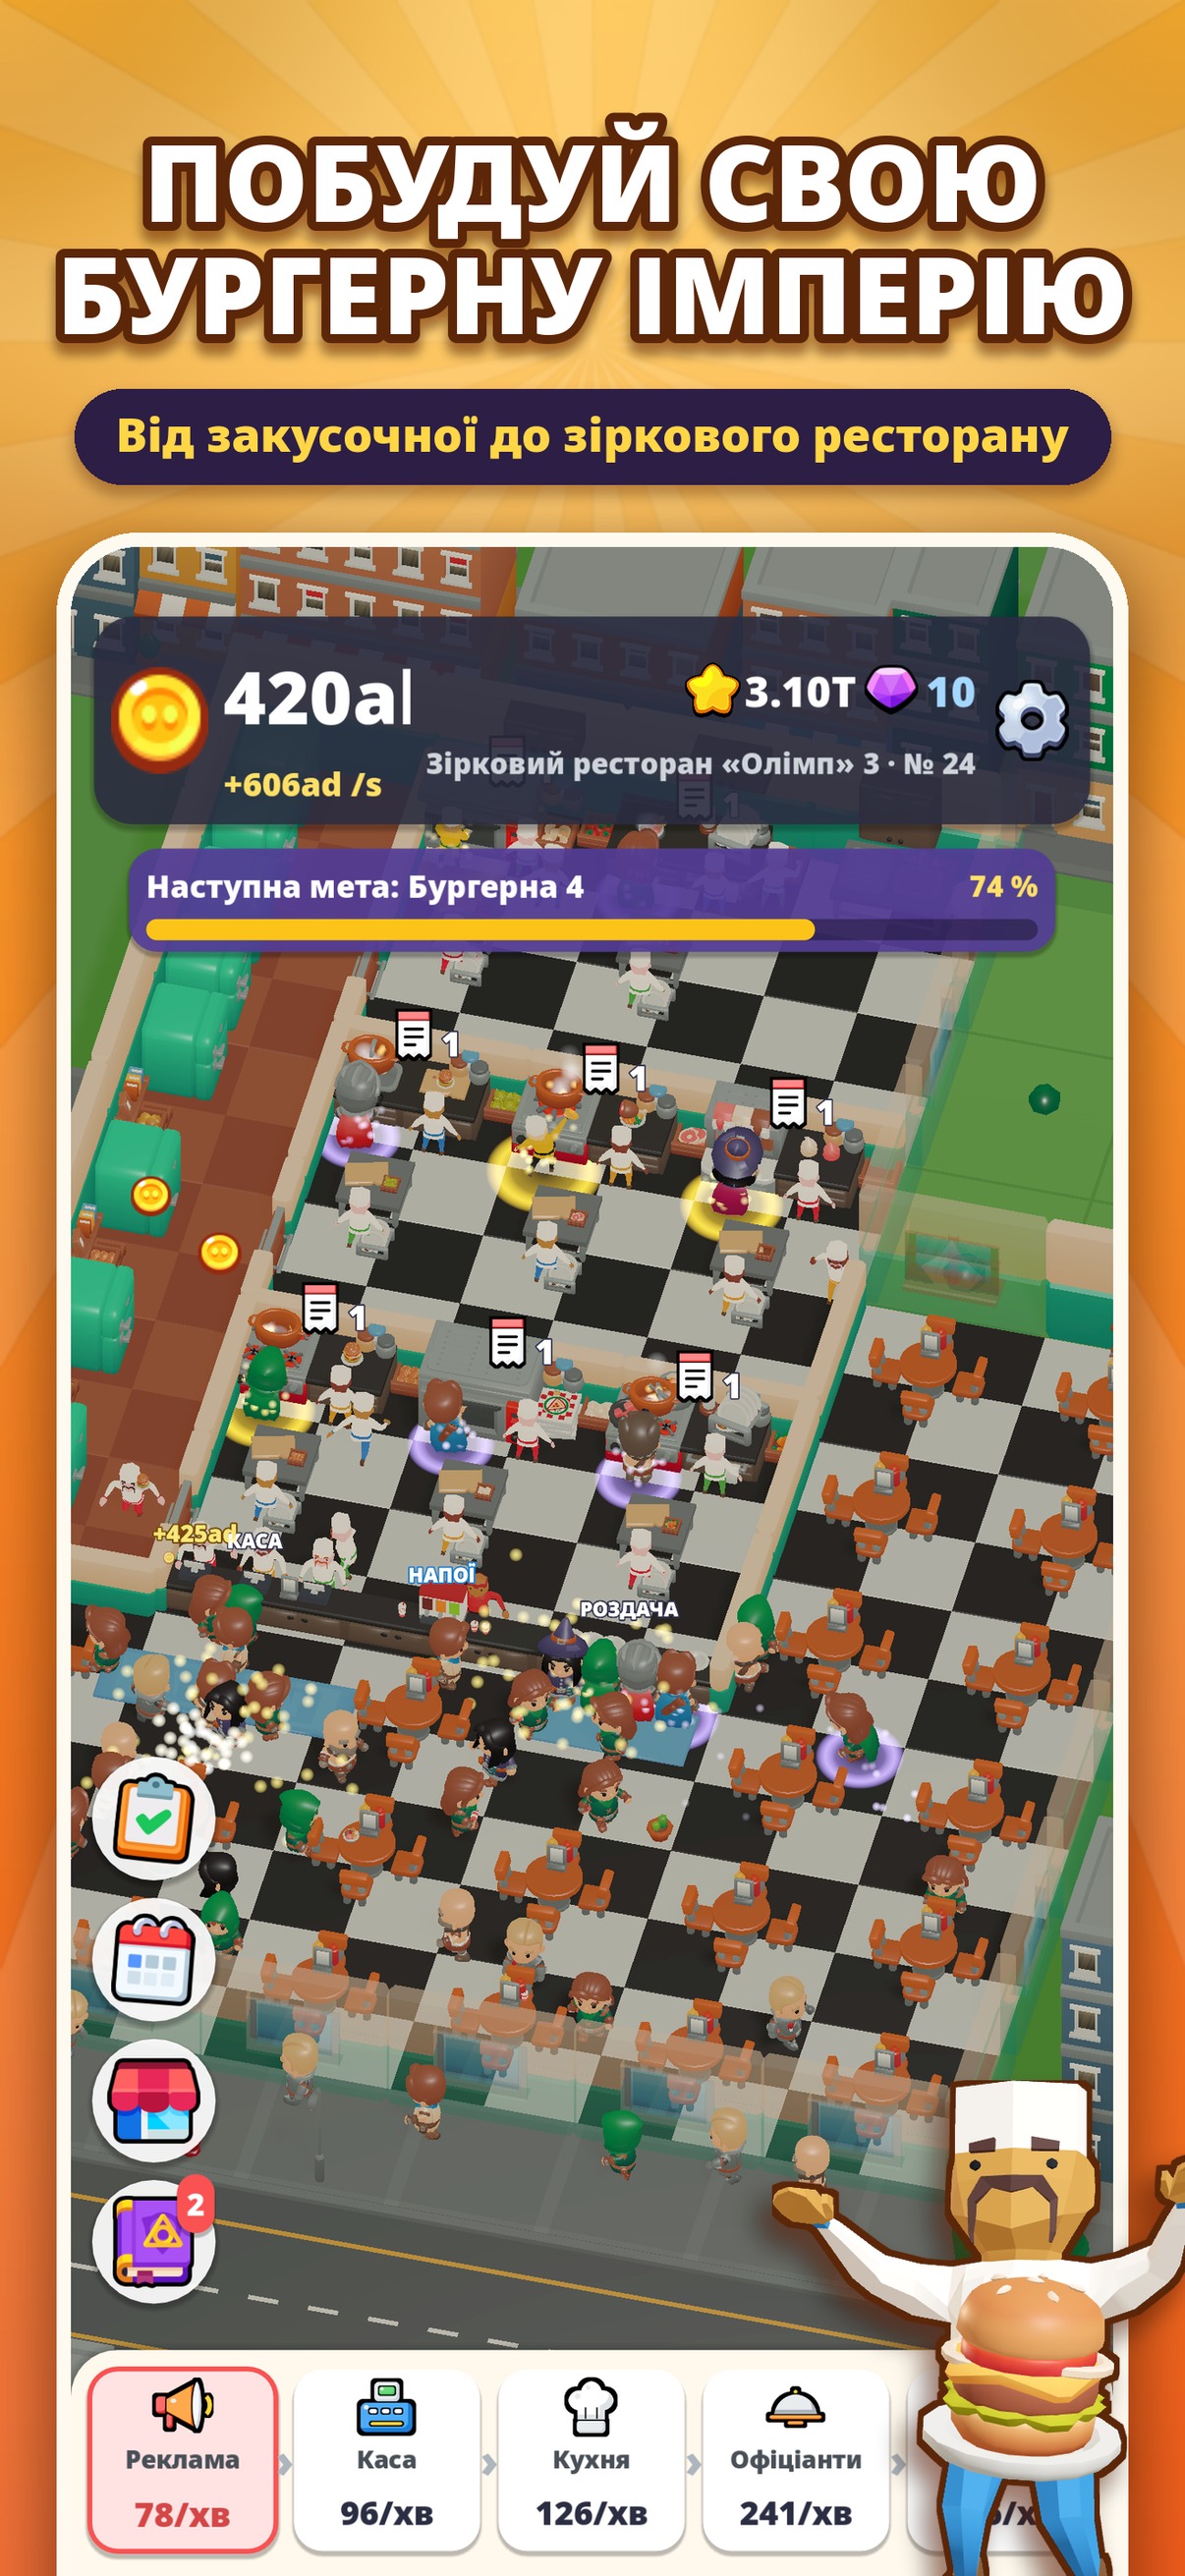 ПОБУДУЙ СВОЮ
БУРГЕРНУ ІМПЕРІЮ
Від закусочної до зіркового ресторану
420al
3.10T
10
+606ad /s
Зірковий ресторан «Олімп» 3 · № 24
1
Наступна мета: Бургерна 4
74 %
1
1
1
1
1
1
+425ad
КАСА
НАПОЇ
РОЗДАЧА
2
Реклама
Каса
Кухня
Офіціанти
78/хв
96/хв
126/хв
241/хв